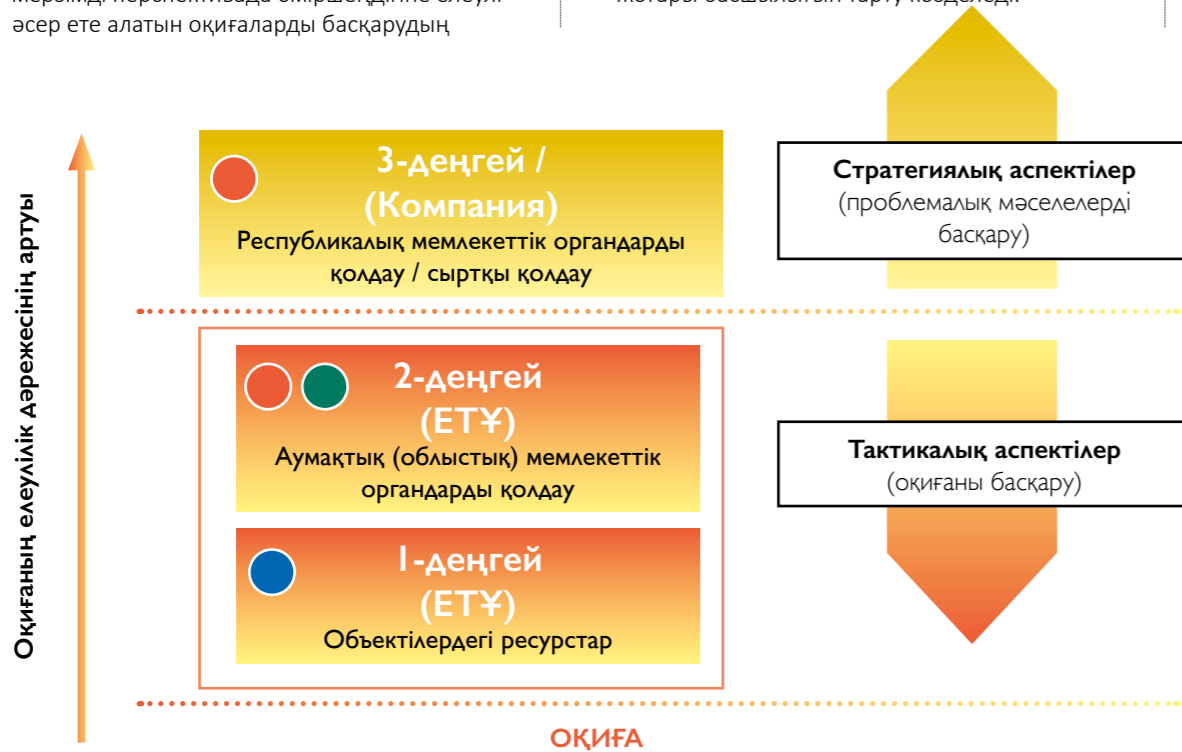 әсер ете алатын оқиғаларды басқарудың
Оқиғаның елеулілік дәрежесінің артуы
3-деңгей /
(Компания)
Республикалық мемлекеттік органдарды
қолдау / сыртқы қолдау
Стратегиялық аспектілер
(проблемалық мәселелерді
басқару)
2-деңгей
(ЕТҰ)
Аумақтық (облыстық) мемлекеттік
органдарды қолдау
Тактикалық аспектілер
(оқиғаны басқару)
1-деңгей
(ЕТҰ)
Объектілердегі ресурстар
ОҚИҒА